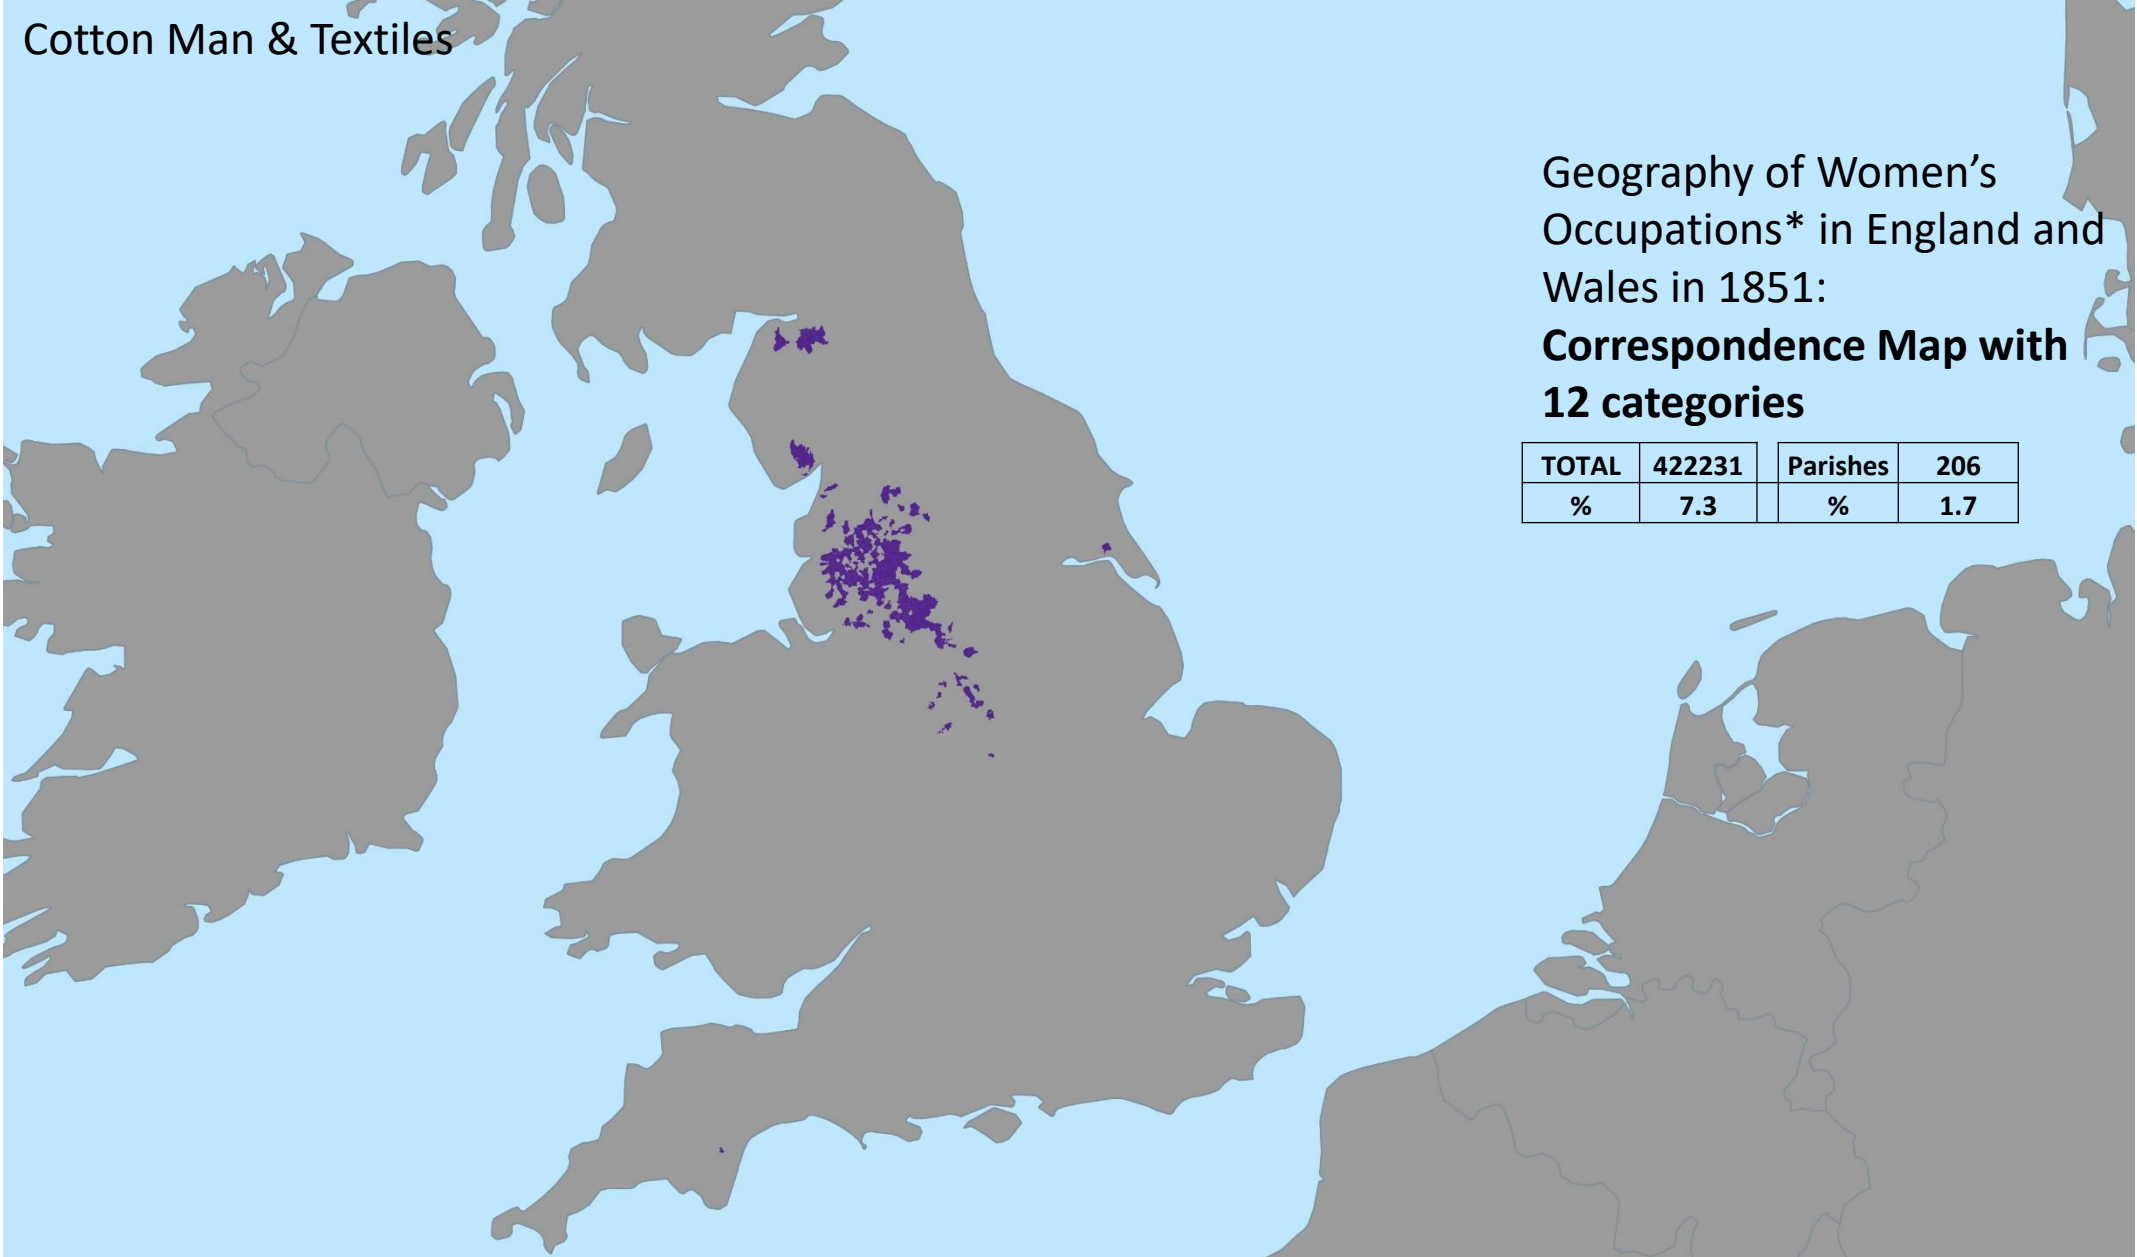 Cotton Man & Textiles
Geography of Women’s
Occupations* in England and
Wales in 1851:
Correspondence Map with
12 categories
TOTAL 422231 Parishes 206
% 7.3 % 1.7